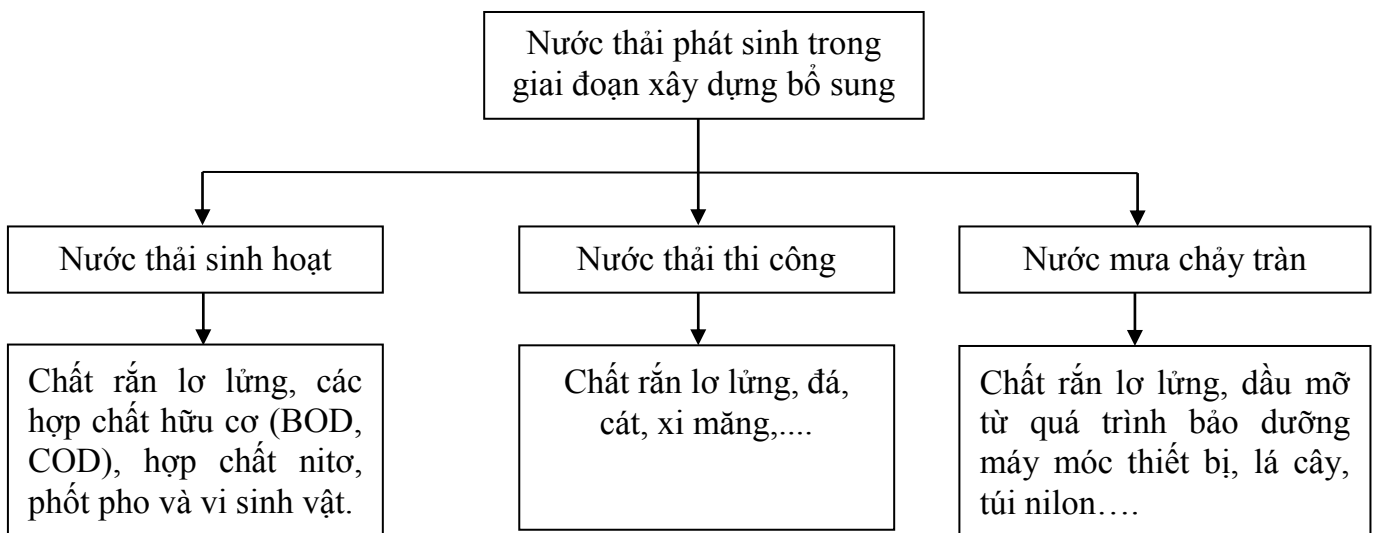 Nước thải phát sinh trong
giai đoạn xây dựng bổ sung
Nước thải sinh hoạt
Nước thải thi công
Nước mưa chảy tràn
Chất rắn lơ lửng, các
hợp chất hữu cơ (BOD,
COD), hợp chất nitơ,
phốt pho và vi sinh vật.
Chất rắn lơ lửng, đá,
cát, xi măng,....
Chất rắn lơ lửng, dầu mỡ
từ quá trình bảo dưỡng
máy móc thiết bị, lá cây,
túi nilon….